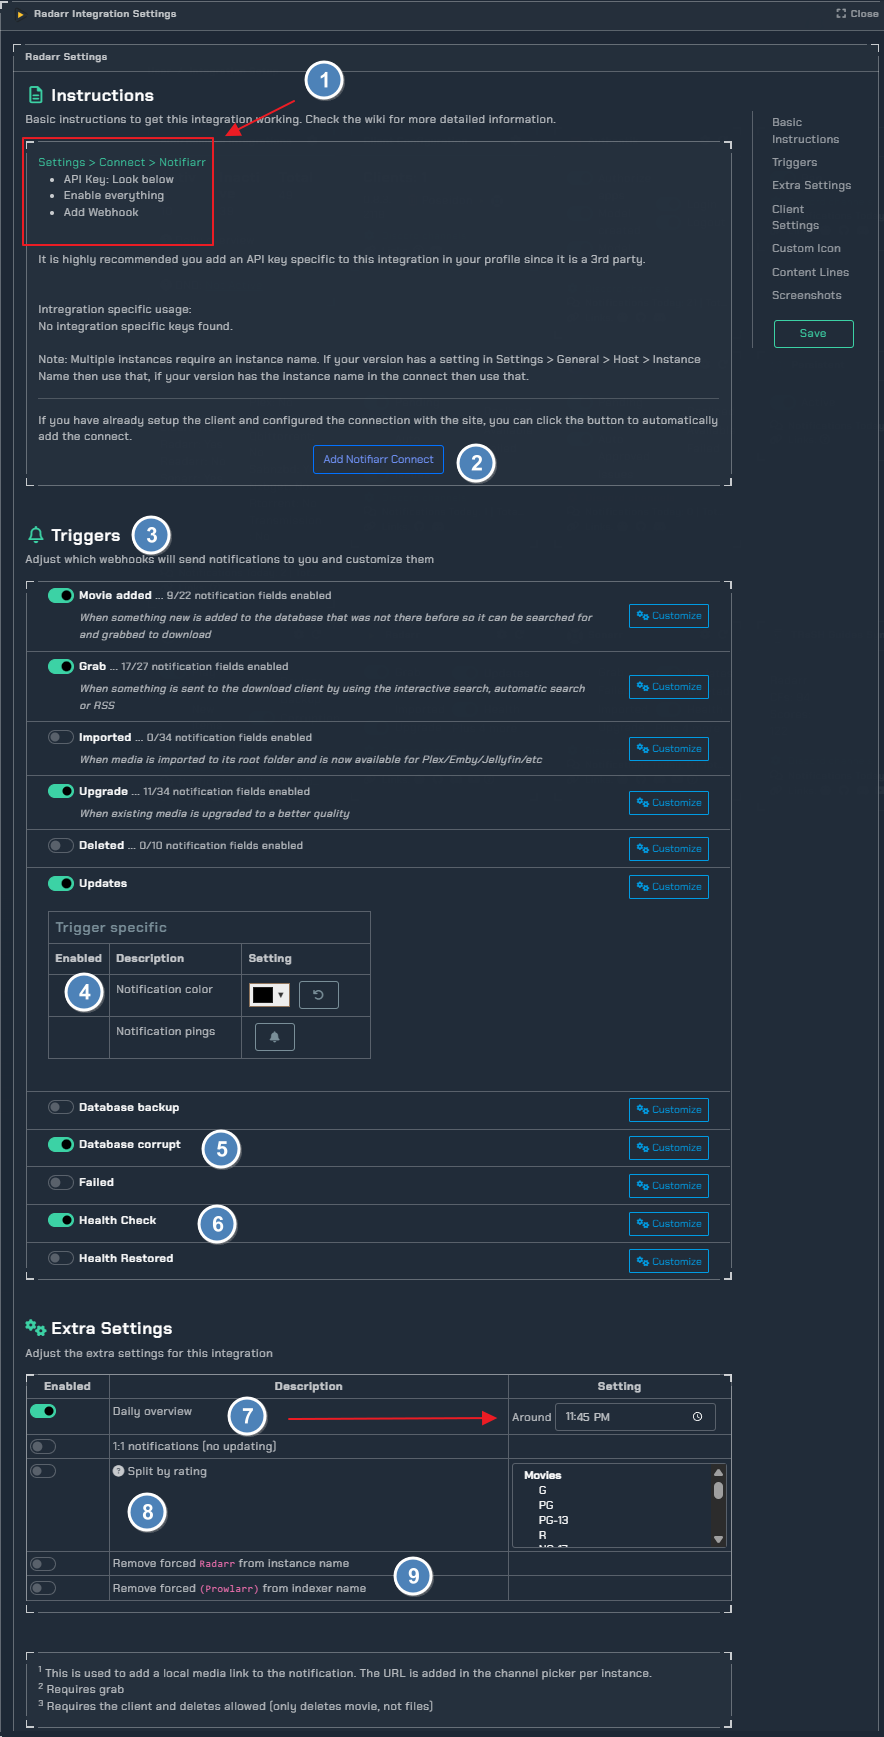 Radarr Integration Settings
Close
Radarr Settings
Instructions
1
Basic instructions to get this integration working. Check the wiki for more detailed information.
Settings > Connect > Notifiarr
API Key: Look below
Enable everything
Add Webhook
It is highly recommended you add an API key specific to this integration in your profile since it is a 3rd party.
Intregration specific usage:
No integration specific keys found.
Note: Multiple instances require an instance name. If your version has a setting in Settings > General > Host > Instance
Name then use that, if your version has the instance name in the connect then use that.
If you have already setup the client and configured the connection with the site, you can click the button to automatically
add the connect.
Add Notifiarr Connect
2
Basic
Instructions
Triggers
Extra Settings
Client
Settings
Custom Icon
Content Lines
Screenshots
Save
Triggers
3
Adjust which webhooks will send notifications to you and customize them
Movie added ... 9/22 notification fields enabled
When something new is added to the database that was not there before so it can be searched for
and grabbed to download
Customize
Grab ... 17/27 notification fields enabled
When something is sent to the download client by using the interactive search, automatic search
or RSS
Customize
Imported ... 0/34 notification fields enabled
When media is imported to its root folder and is now available for Plex/Emby/Jellyfin/etc
Customize
Upgrade ... 11/34 notification fields enabled
When existing media is upgraded to a better quality
Customize
Deleted ... 0/10 notification fields enabled
Customize
Updates
Customize
Trigger specific
Enabled Description Setting
4
Notification color
Notification pings
Database backup
Customize
Database corrupt
5
Customize
Failed
Customize
Health Check
6
Customize
Health Restored
Customize
Extra Settings
Adjust the extra settings for this integration
Enabled Description Setting
Daily overview
7
Around 11:45 PM
1:1 notifications (no updating)
Split by rating
8
Movies
G
PG
PG-13
R
NC-17
Remove forced Radarr from instance name
9
Remove forced (Prowlarr) from indexer name
1 This is used to add a local media link to the notification. The URL is added in the channel picker per instance.
2 Requires grab
3 Requires the client and deletes allowed (only deletes movie, not files)